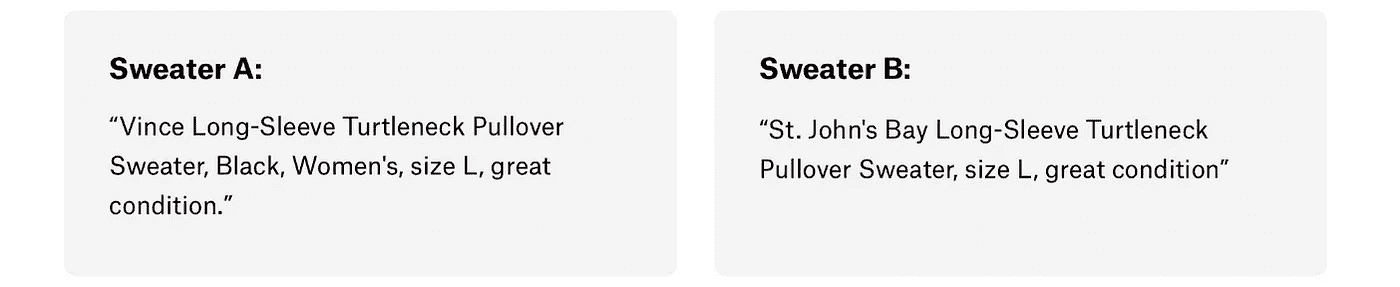 Sweater A:
“Vince Long-Sleeve Turtleneck Pullover
Sweater, Black, Women's, size L, great
condition.”
Sweater B:
“St. John's Bay Long-Sleeve Turtleneck
Pullover Sweater, size L, great condition”